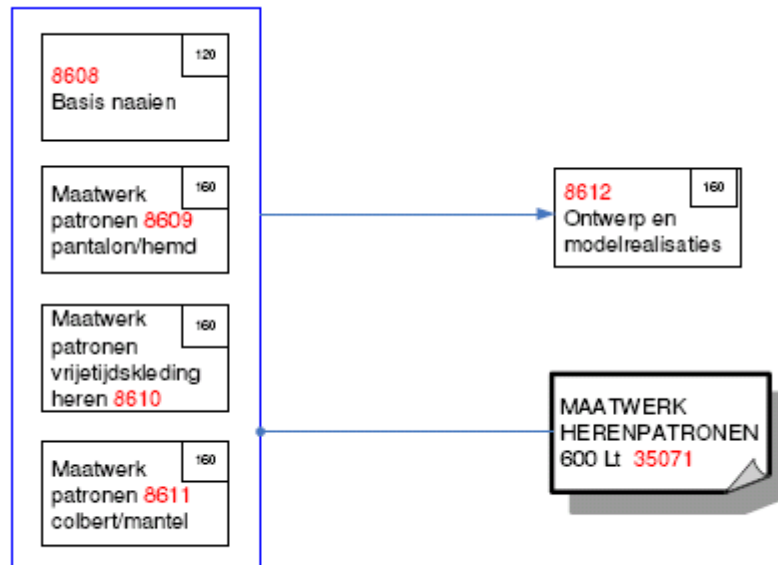 120
8608
Basis naaien
160
Maatwerk
patronen 8609
pantalon/hemd
160
Maatwerk
patronen
vrijetijdskleding
heren 8610
160
Maatwerk
patronen 8611
colbert/mantel
160
8612
Ontwerp en
modelrealisaties
MAATWERK
HERENPATRONEN
600 Lt 35071